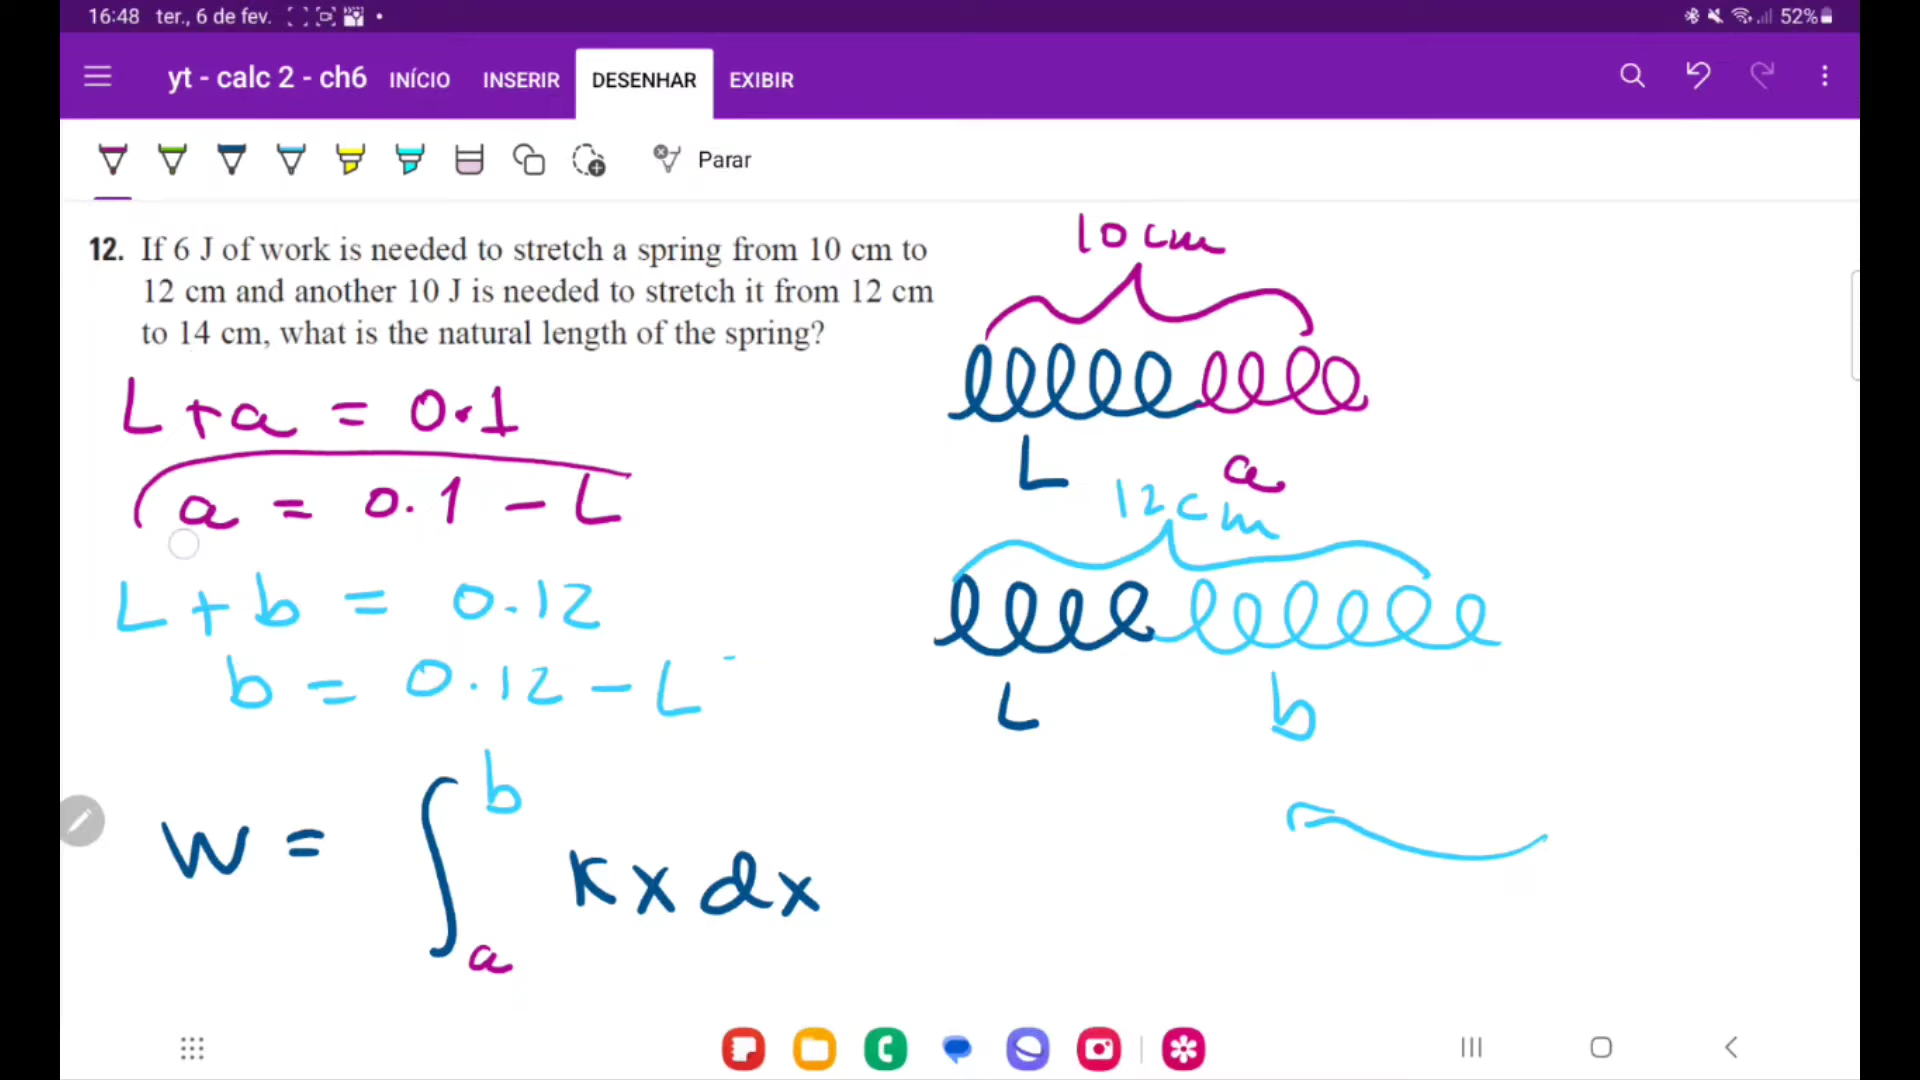 16:48 ter., 6 de fev. 52%
yt - calc 2 - ch6 INÍCIO INSERIR DESENHAR EXIBIR
Parar
12. If 6 J of work is needed to stretch a spring from 10 cm to
12 cm and another 10 J is needed to stretch it from 12 cm
to 14 cm, what is the natural length of the spring?
L + a = 0.1
a = 0.1 - L
L + b = 0.12
b = 0.12 - L
W = ∫_a^b Kx dx
10 cm
L a
12 cm
L b